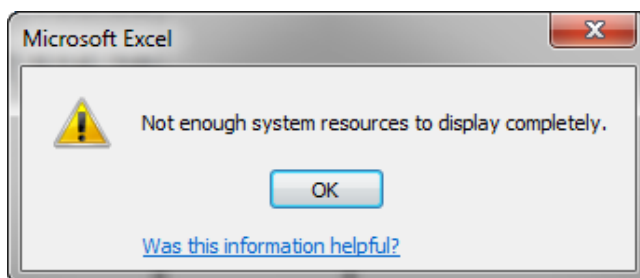 Microsoft Excel
Not enough system resources to display completely.
OK
Was this information helpful?